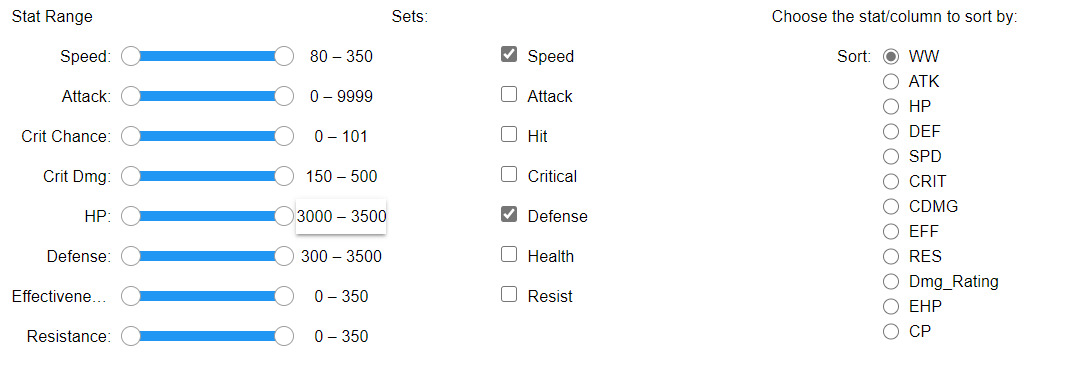 Stat Range
Speed: 80 – 350
Attack: 0 – 9999
Crit Chance: 0 – 101
Crit Dmg: 150 – 500
HP: 3000 – 3500
Defense: 300 – 3500
Effectivene… 0 – 350
Resistance: 0 – 350
Sets:
Speed
Attack
Hit
Critical
Defense
Health
Resist
Choose the stat/column to sort by:
Sort: WW
ATK
HP
DEF
SPD
CRIT
CDMG
EFF
RES
Dmg_Rating
EHP
CP